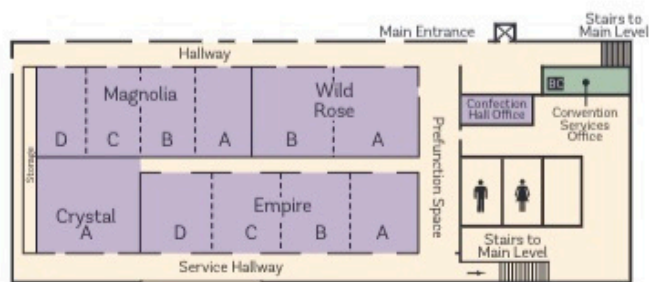 Stairs to
Main Level
Main Entrance
Hallway
Magnolia
D C B A
Wild
Rose
B A
BC
Confection
Hall Office
Convention
Services
Office
Storage
Prefunction Space
Crystal
A
Empire
D C B A
Stairs to
Main Level
Service Hallway